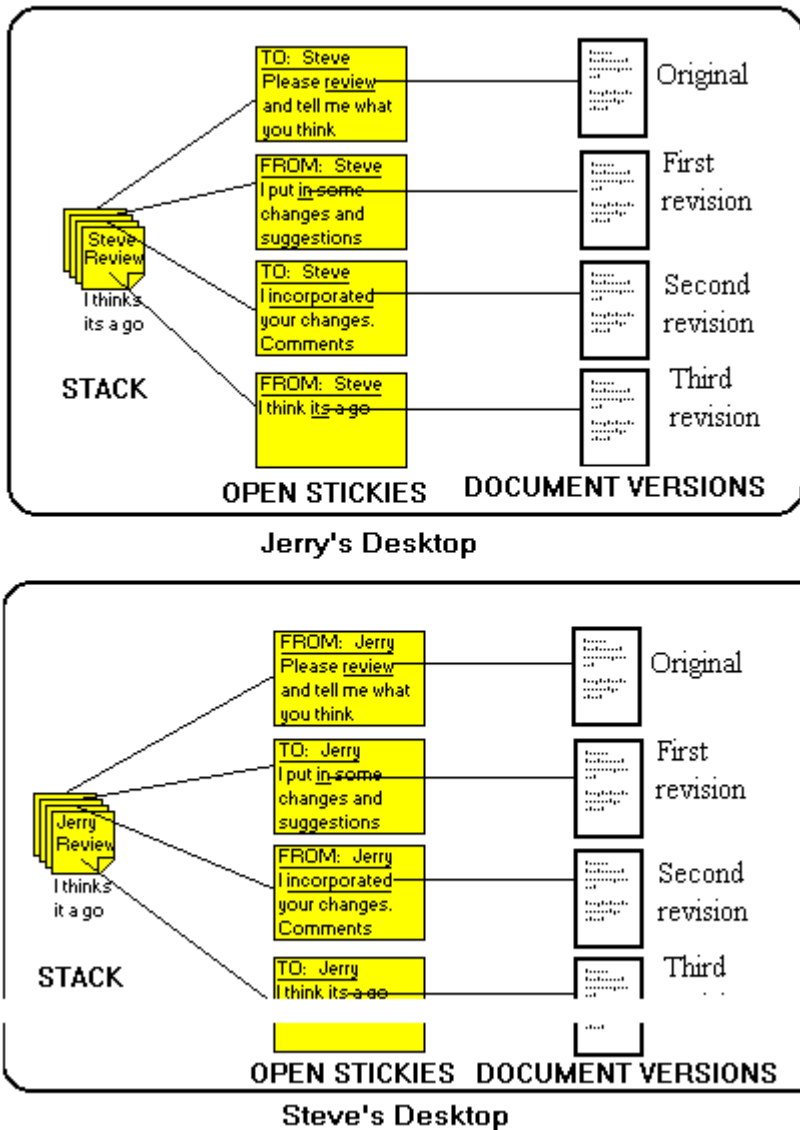 TO: Steve
Please review
and tell me what
you think
Original
FROM: Steve
I put in some
changes and
suggestions
First
revision
Steve
Review
I thinks
its a go
STACK
TO: Steve
I incorporated
your changes.
Comments
Second
revision
FROM: Steve
I think its a go
Third
revision
OPEN STICKIES
DOCUMENT VERSIONS
Jerry's Desktop
FROM: Jerry
Please review
and tell me what
you think
Original
TO: Jerry
I put in some
changes and
suggestions
First
revision
Jerry
Review
I thinks
it a go
STACK
FROM: Jerry
I incorporated
your changes.
Comments
Second
revision
TO: Jerry
I think its a go
Third
OPEN STICKIES
DOCUMENT VERSIONS
Steve's Desktop